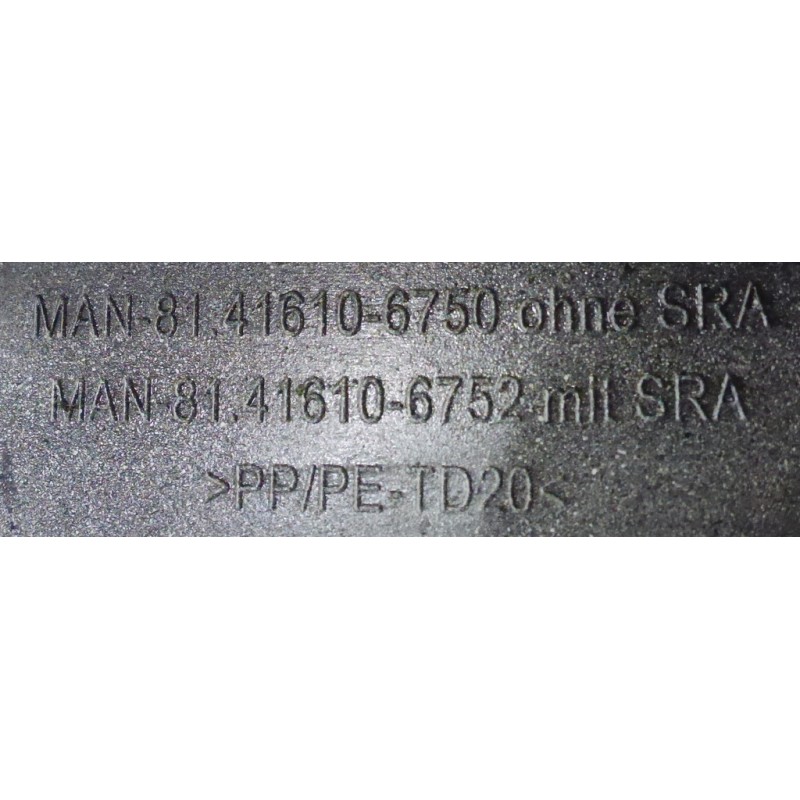 MAN-81.41610-6750 ohne SRA
MAN-81.41610-6752 mit SRA
>PP/PE-TD20<